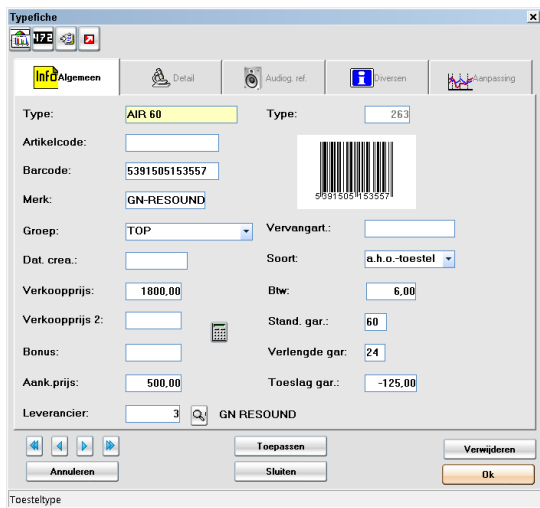 Typefiche
472
Info Algemeen Detail Audiog. ref. i Diversen Aanpassing
Type: AIR 60 Type: 263
Artikelcode:
Barcode: 5391505153557
5 391505 153557
Merk: GN-RESOUND
Groep: TOP Vervangart.:
Dat. crea.: Soort: a.h.o.-toestel
Verkoopprijs: 1800,00 Btw: 6,00
Verkoopprijs 2: Stand. gar.: 60
Bonus: Verlengde gar: 24
Aank.prijs: 500,00 Toeslag gar.: -125,00
Leverancier: 3 GN RESOUND
Toepassen Verwijderen
Annuleren Sluiten Ok
Toesteltype